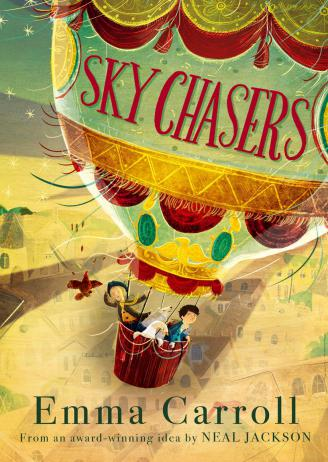 SKY CHASERS
Emma Carroll
From an award-winning idea by NEAL JACKSON